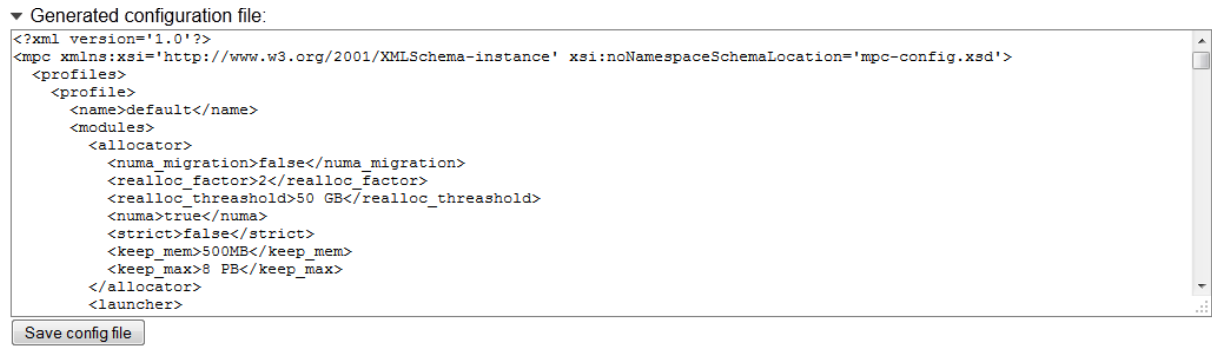 Generated configuration file:
<?xml version='1.0'?>
<mpc xmlns:xsi='http://www.w3.org/2001/XMLSchema-instance' xsi:noNamespaceSchemaLocation='mpc-config.xsd'>
  <profiles>
    <profile>
      <name>default</name>
      <modules>
        <allocator>
          <numa_migration>false</numa_migration>
          <realloc_factor>2</realloc_factor>
          <realloc_threashold>50 GB</realloc_threashold>
          <numa>true</numa>
          <strict>false</strict>
          <keep_mem>500MB</keep_mem>
          <keep_max>8 PB</keep_max>
        </allocator>
        <launcher>
Save config file